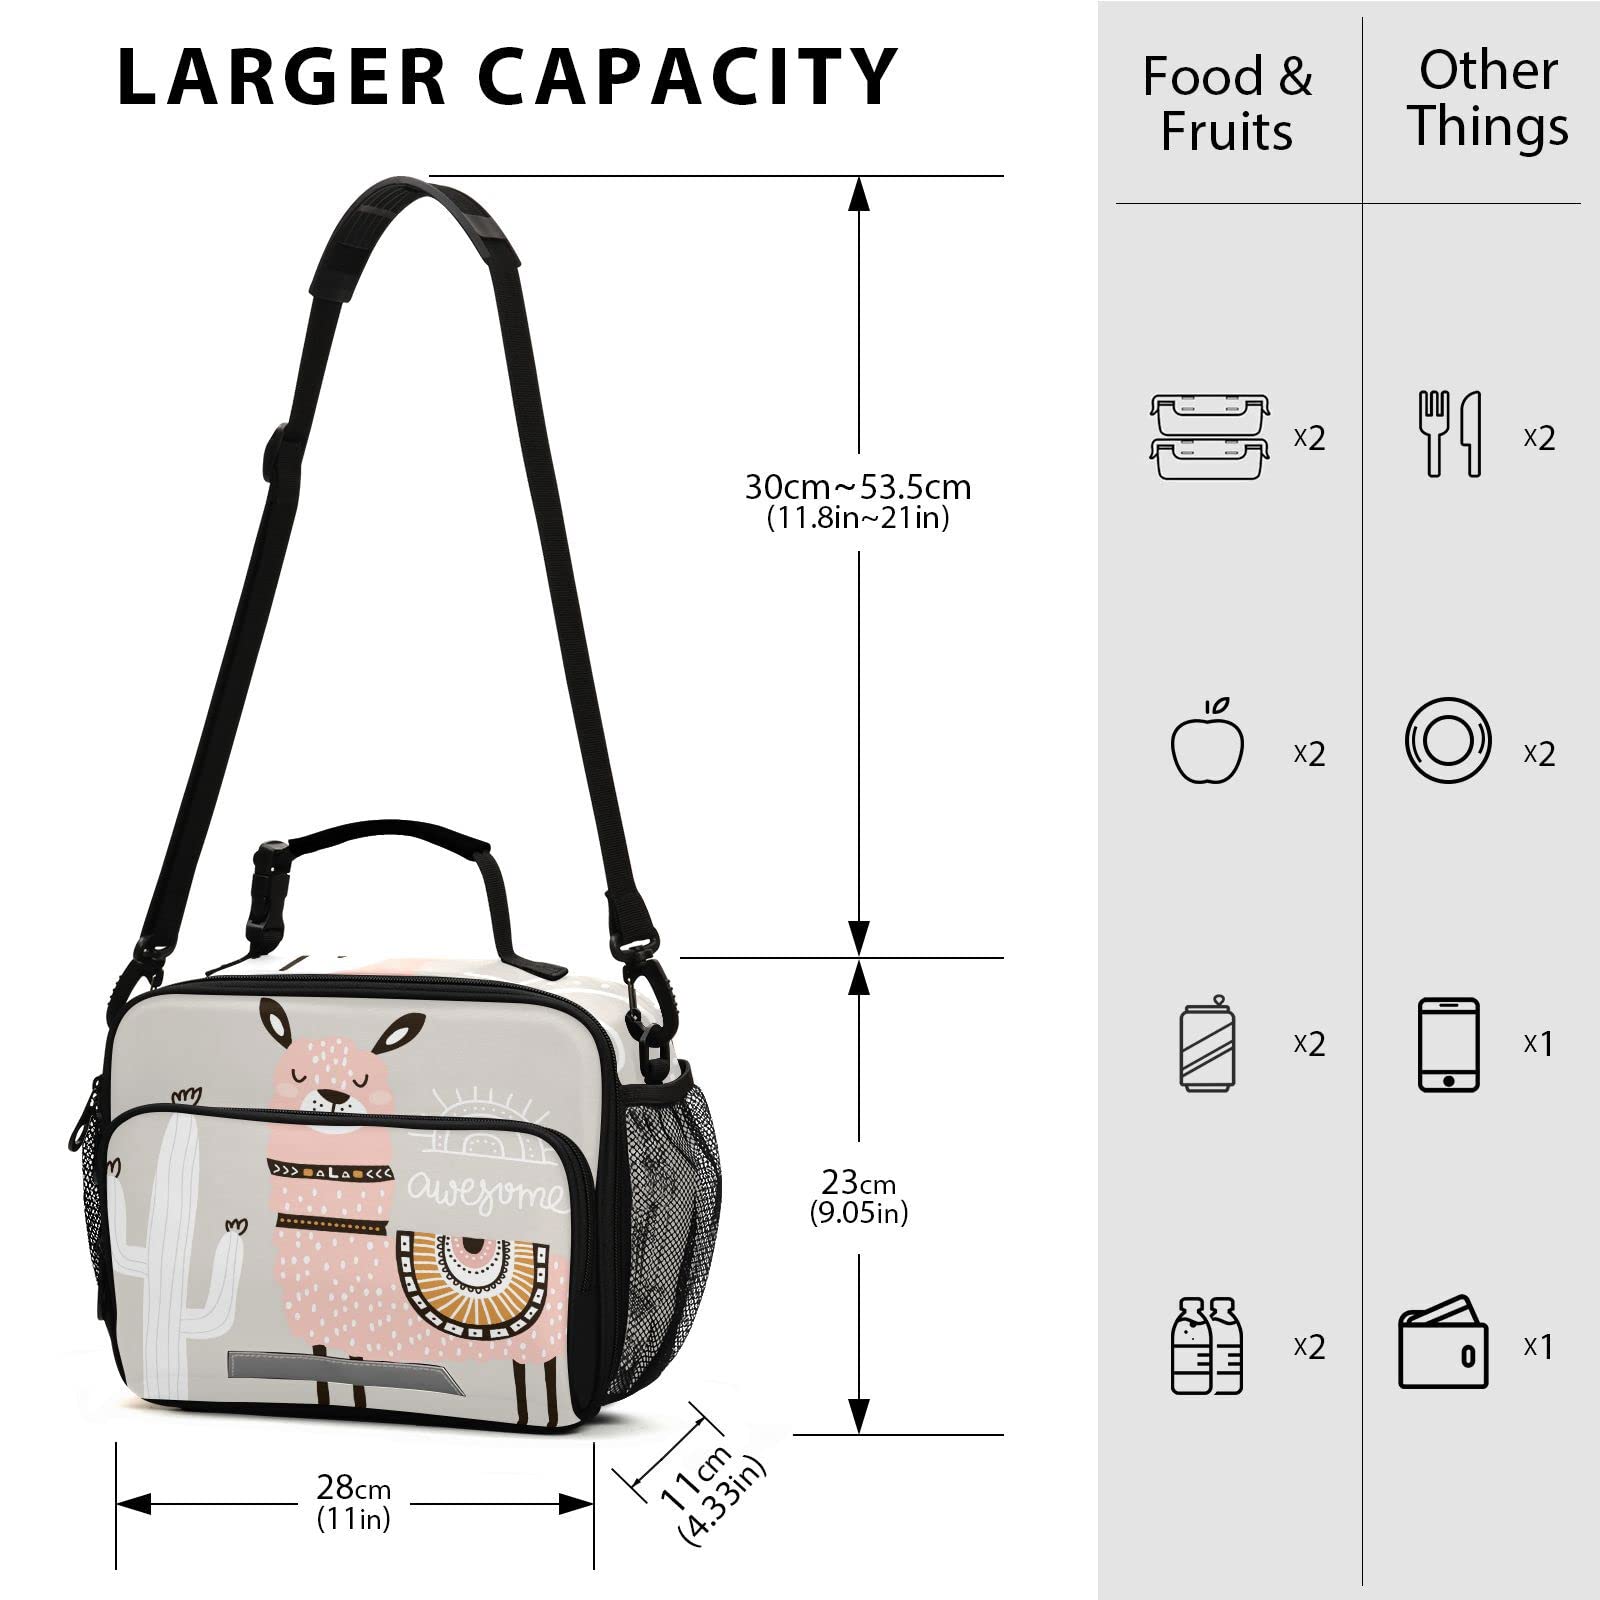 LARGER CAPACITY
30cm~53.5cm
(11.8in~21in)
23cm
(9.05in)
28cm
(11in)
11cm
(4.33in)
awesome
Food &
Fruits
Other
Things
x2
x2
x2
x2
x2
x1
x2
x1